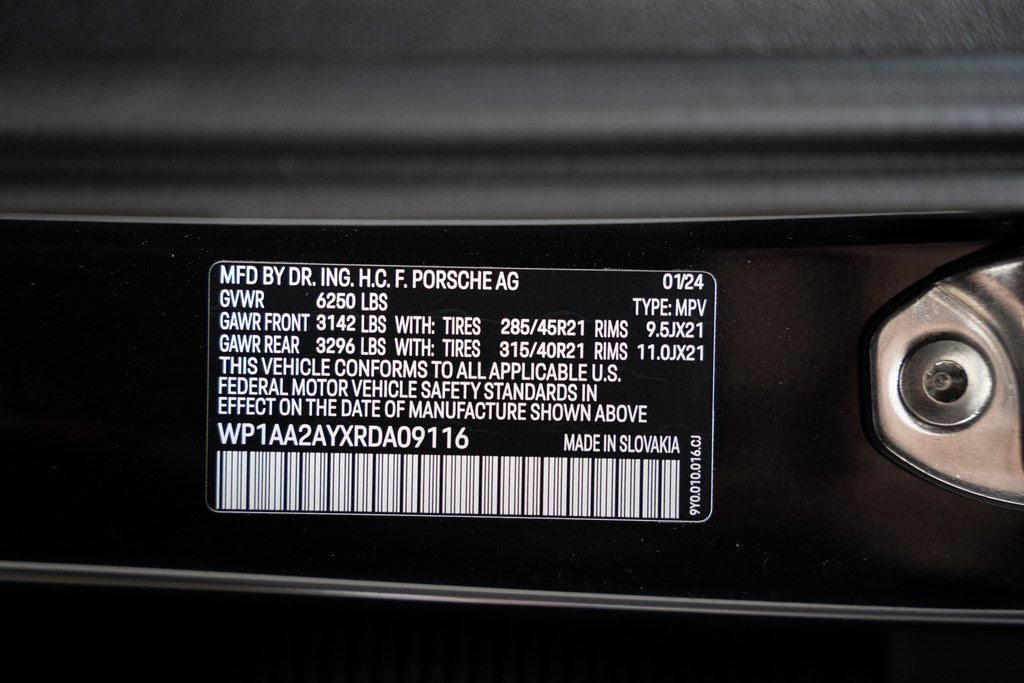 MFD BY DR. ING. H.C. F. PORSCHE AG 01/24
GVWR 6250 LBS TYPE: MPV
GAWR FRONT 3142 LBS WITH: TIRES 285/45R21 RIMS 9.5JX21
GAWR REAR 3296 LBS WITH: TIRES 315/40R21 RIMS 11.0JX21
THIS VEHICLE CONFORMS TO ALL APPLICABLE U.S.
FEDERAL MOTOR VEHICLE SAFETY STANDARDS IN
EFFECT ON THE DATE OF MANUFACTURE SHOWN ABOVE
WP1AA2AYXRDA09116 MADE IN SLOVAKIA
9Y0.010.016.CJ